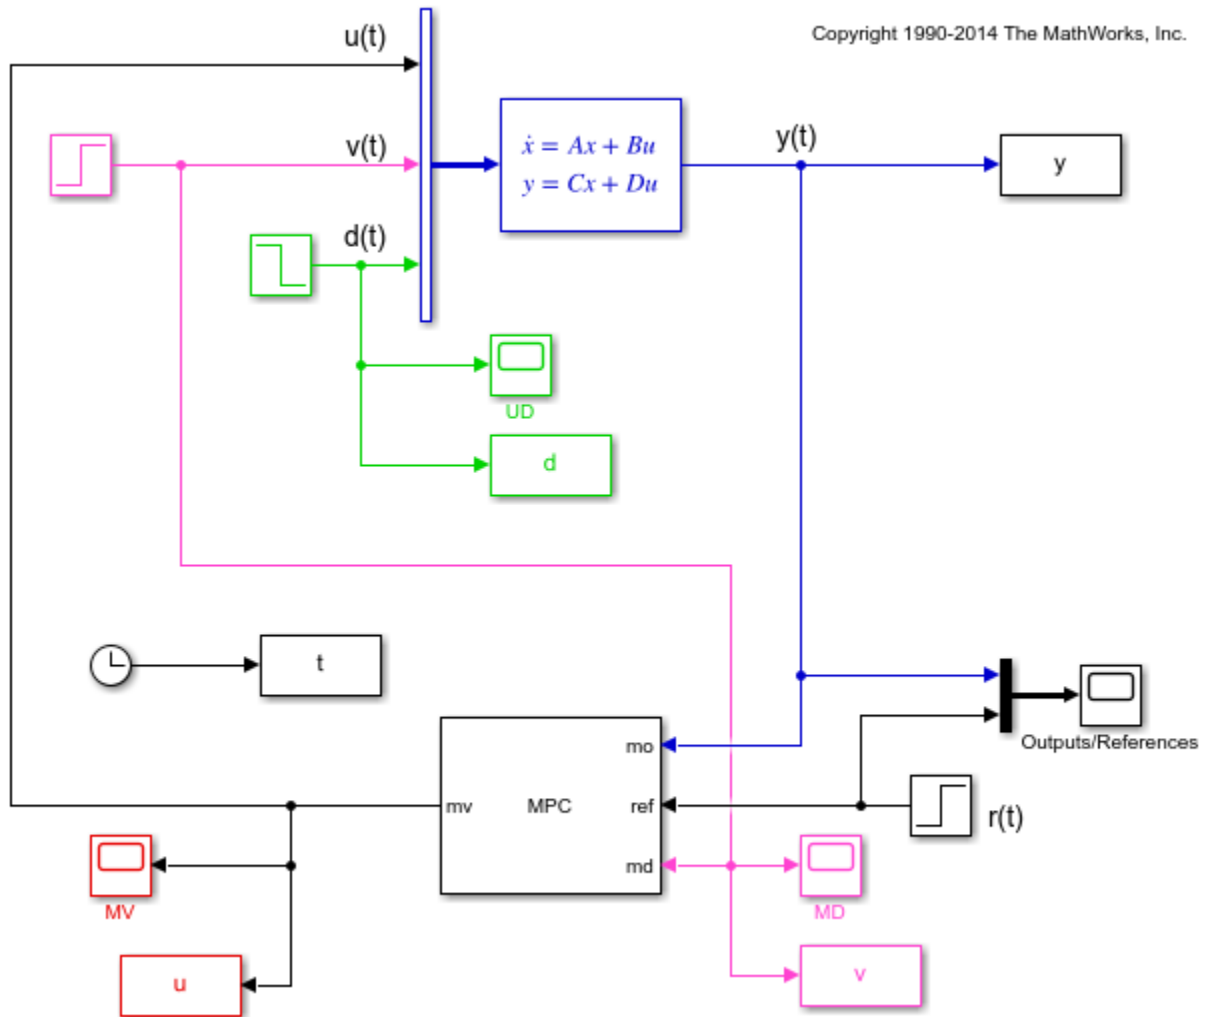 Copyright 1990-2014 The MathWorks, Inc.
u(t)
v(t)
ẋ = Ax + Bu
y = Cx + Du
y(t)
y
d(t)
UD
d
t
Outputs/References
mo
mv
MPC
ref
r(t)
md
MV
MD
u
v